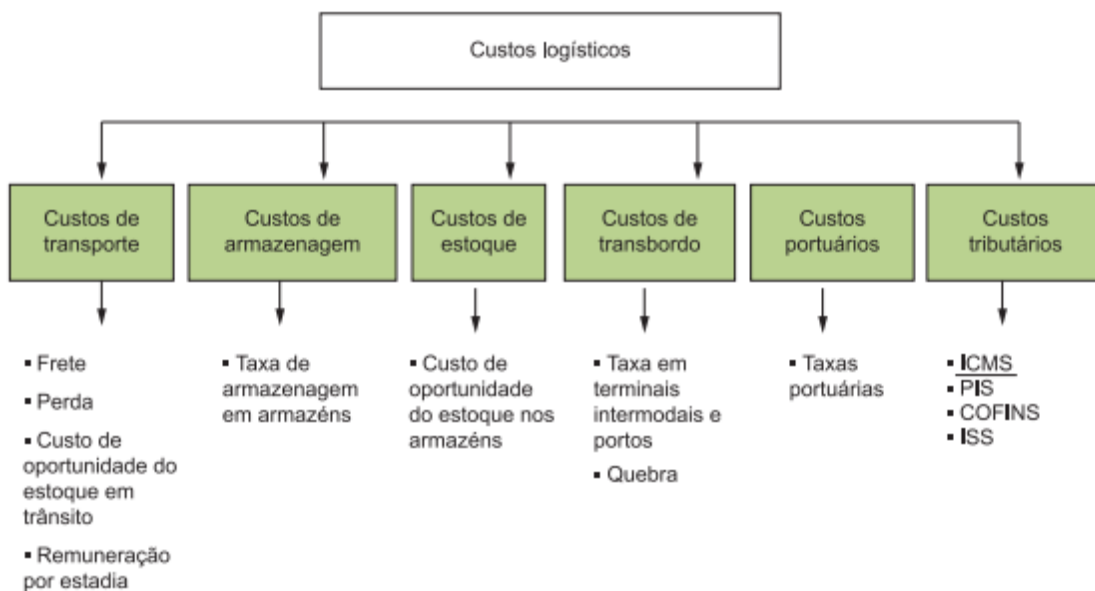 Custos logísticos
Custos de
transporte
Custos de
armazenagem
Custos de
estoque
Custos de
transbordo
Custos
portuários
Custos
tributários
▪ Frete
▪ Perda
▪ Custo de
oportunidade do
estoque em
trânsito
▪ Remuneração
por estadia
▪ Taxa de
armazenagem
em armazéns
▪ Custo de
oportunidade
do estoque nos
armazéns
▪ Taxa em
terminais
intermodais e
portos
▪ Quebra
▪ Taxas
portuárias
▪ ICMS
▪ PIS
▪ COFINS
▪ ISS